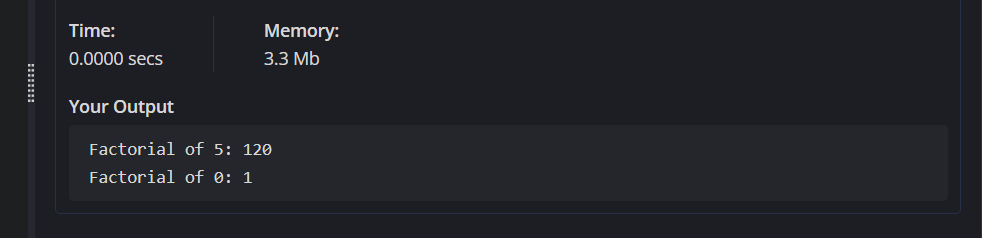 Time:
Memory:
0.0000 secs
3.3 Mb
Your Output
Factorial of 5: 120
Factorial of 0: 1